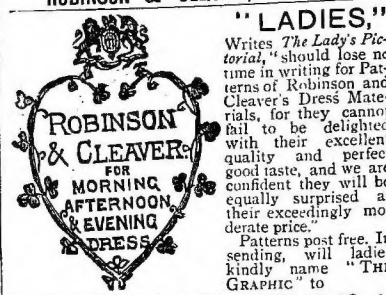 ROBINSON
& CLEAVER
FOR
MORNING
AFTERNOON
& EVENING
DRESS
"LADIES,"
Writes The Lady's Pic-
torial, "should lose no
time in writing for Pat-
terns of Robinson and
Cleaver's Dress Mate-
rials, for they cannot
fail to be delighted
with their excellent
quality and perfect
good taste, and we are
confident they will be
equally surprised a
their exceedingly mo
derate price."
Patterns post free. In
sending, will ladies
kindly name "THE
GRAPHIC" to